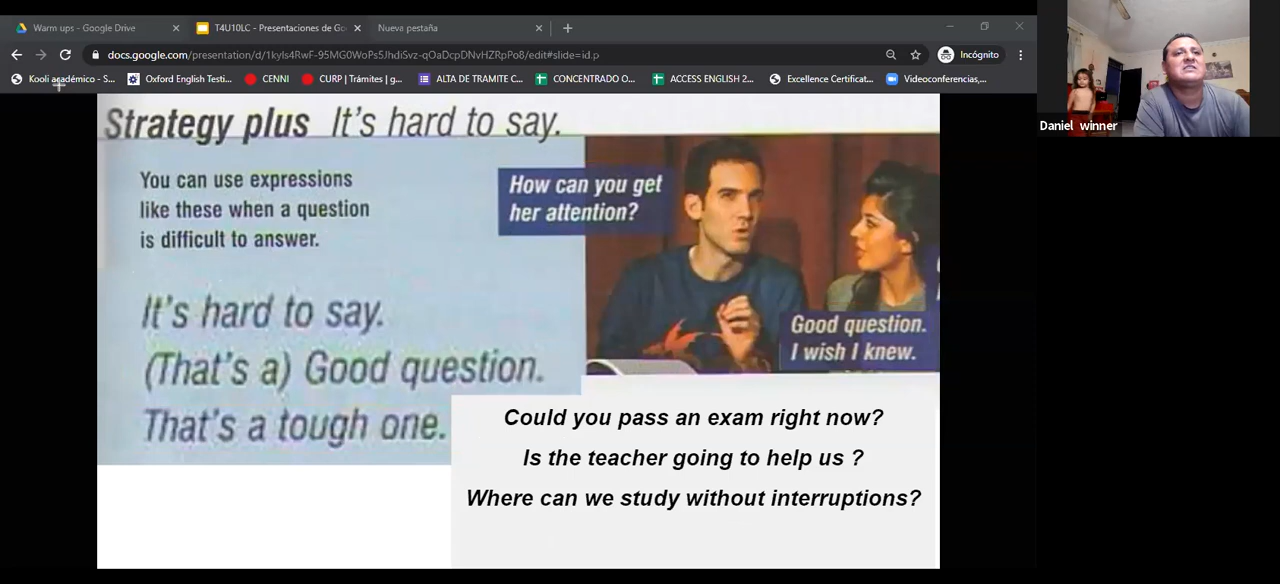 Warm ups - Google Drive
T4U10LC - Presentaciones de Go
Nueva pestaña
docs.google.com/presentation/d/1kyls4RwF-95MG0WoPs5JhdiSvz-qOaDcpDNvHZRpPo8/edit#slide=id.p
Incógnito
Kooli académico - S...
Oxford English Testi...
CENNI
CURP | Trámites | g...
ALTA DE TRAMITE C...
CONCENTRADO O...
ACCESS ENGLISH 2...
Excellence Certificat...
Videoconferencias,...
Daniel winner
Strategy plus It's hard to say.
You can use expressions
like these when a question
is difficult to answer.
It's hard to say.
(That's a) Good question.
That's a tough one.
How can you get
her attention?
Good question.
I wish I knew.
Could you pass an exam right now?
Is the teacher going to help us ?
Where can we study without interruptions?